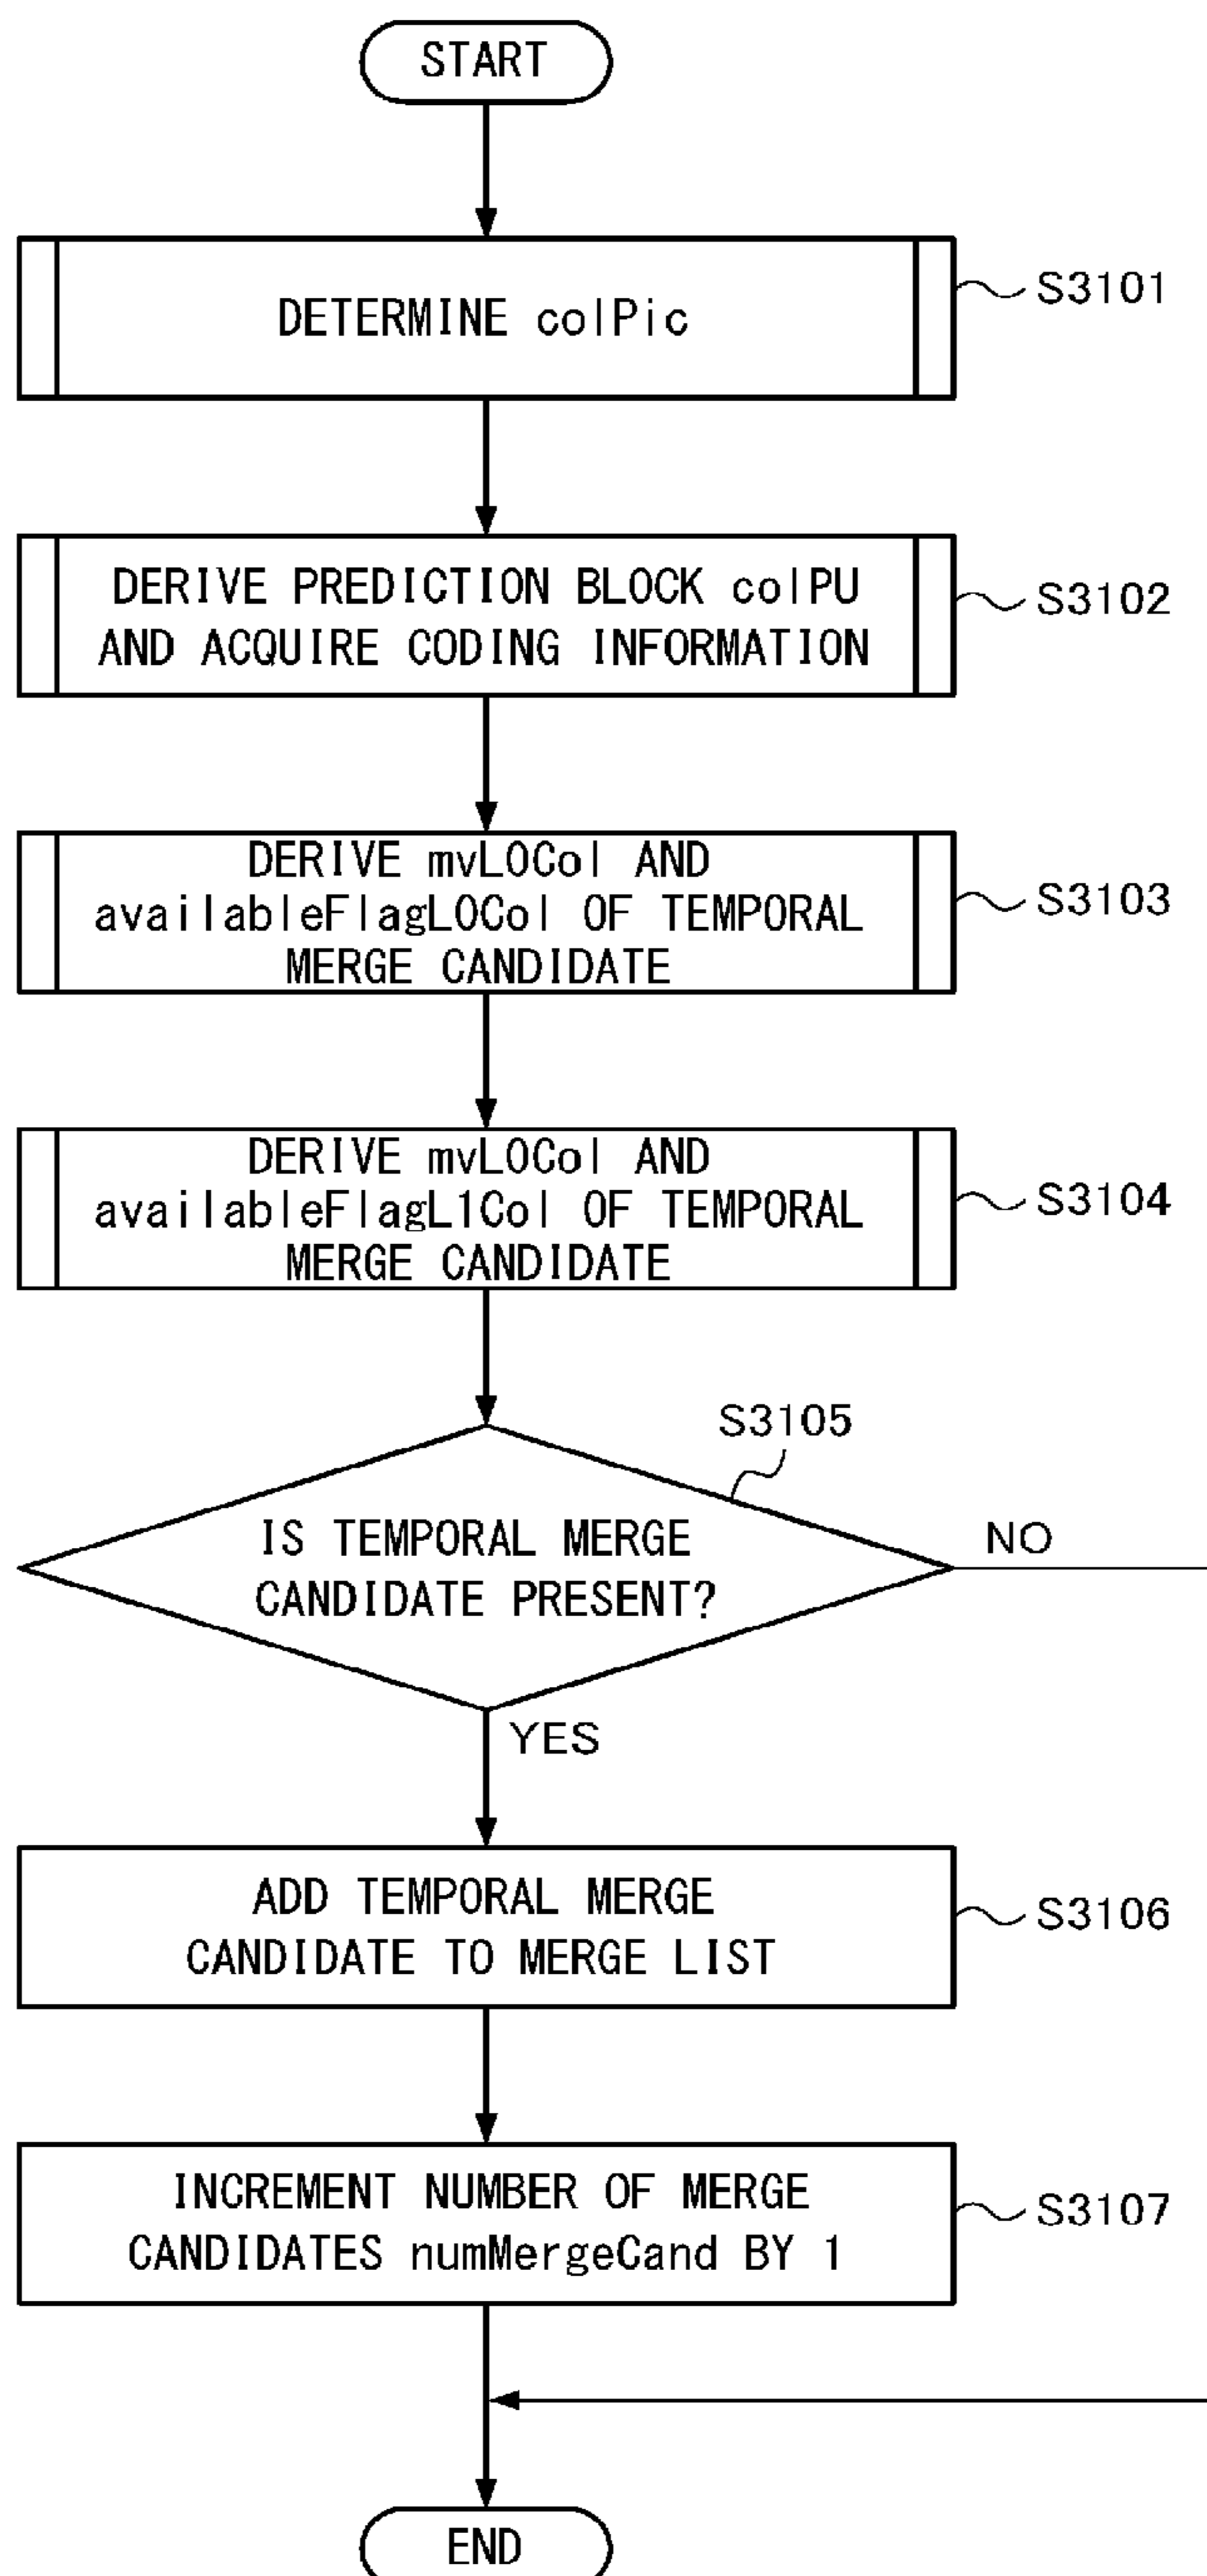 START
DETERMINE colPic
S3101
DERIVE PREDICTION BLOCK colPU
AND ACQUIRE CODING INFORMATION
S3102
DERIVE mvL0Col AND
availableFlagL0Col OF TEMPORAL
MERGE CANDIDATE
S3103
DERIVE mvL0Col AND
availableFlagL1Col OF TEMPORAL
MERGE CANDIDATE
S3104
S3105
IS TEMPORAL MERGE
CANDIDATE PRESENT?
NO
YES
ADD TEMPORAL MERGE
CANDIDATE TO MERGE LIST
S3106
INCREMENT NUMBER OF MERGE
CANDIDATES numMergeCand BY 1
S3107
END